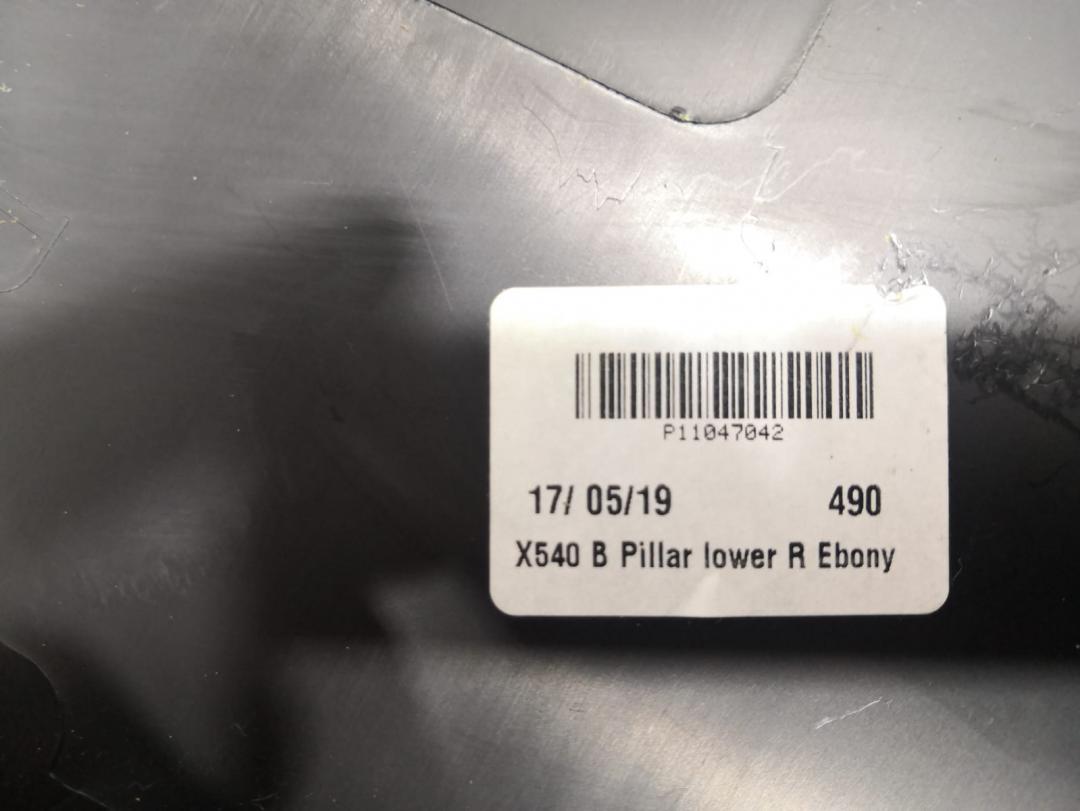 P11047042
17/ 05/19 490
X540 B Pillar lower R Ebony